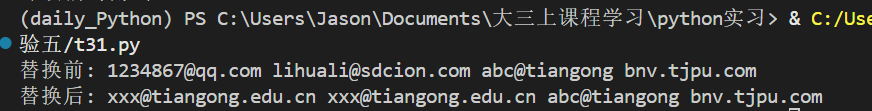 (daily_Python) PS C:\Users\Jason\Documents\大三上课程学习\python实习> & C:/Use
验五/t31.py
替换前: 1234867@qq.com lihuali@sdcion.com abc@tiangong bnv.tjpu.com
替换后: xxx@tiangong.edu.cn xxx@tiangong.edu.cn abc@tiangong bnv.tjpu.com